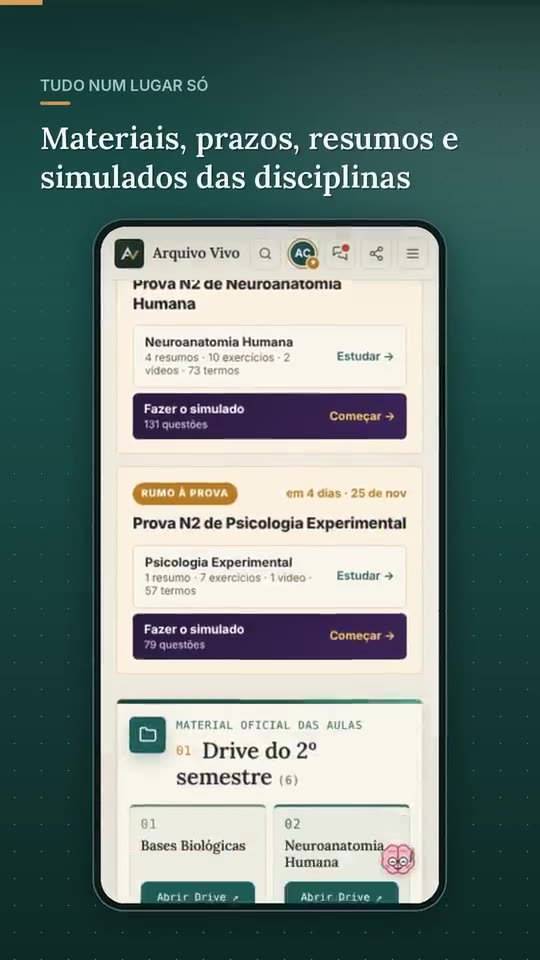 TUDO NUM LUGAR SÓ
Materiais, prazos, resumos e
simulados das disciplinas
AV
Arquivo Vivo
AC
Prova N2 de Neuroanatomia
Humana
Neuroanatomia Humana
4 resumos · 10 exercícios · 2
vídeos · 73 termos
Estudar →
Fazer o simulado
131 questões
Começar →
RUMO À PROVA
em 4 dias · 25 de nov
Prova N2 de Psicologia Experimental
Psicologia Experimental
1 resumo · 7 exercícios · 1 vídeo ·
57 termos
Estudar →
Fazer o simulado
79 questões
Começar →
MATERIAL OFICIAL DAS AULAS
01 Drive do 2º
semestre (6)
01
Bases Biológicas
Abrir Drive ↗
02
Neuroanatomia
Humana
Abrir Drive ↗